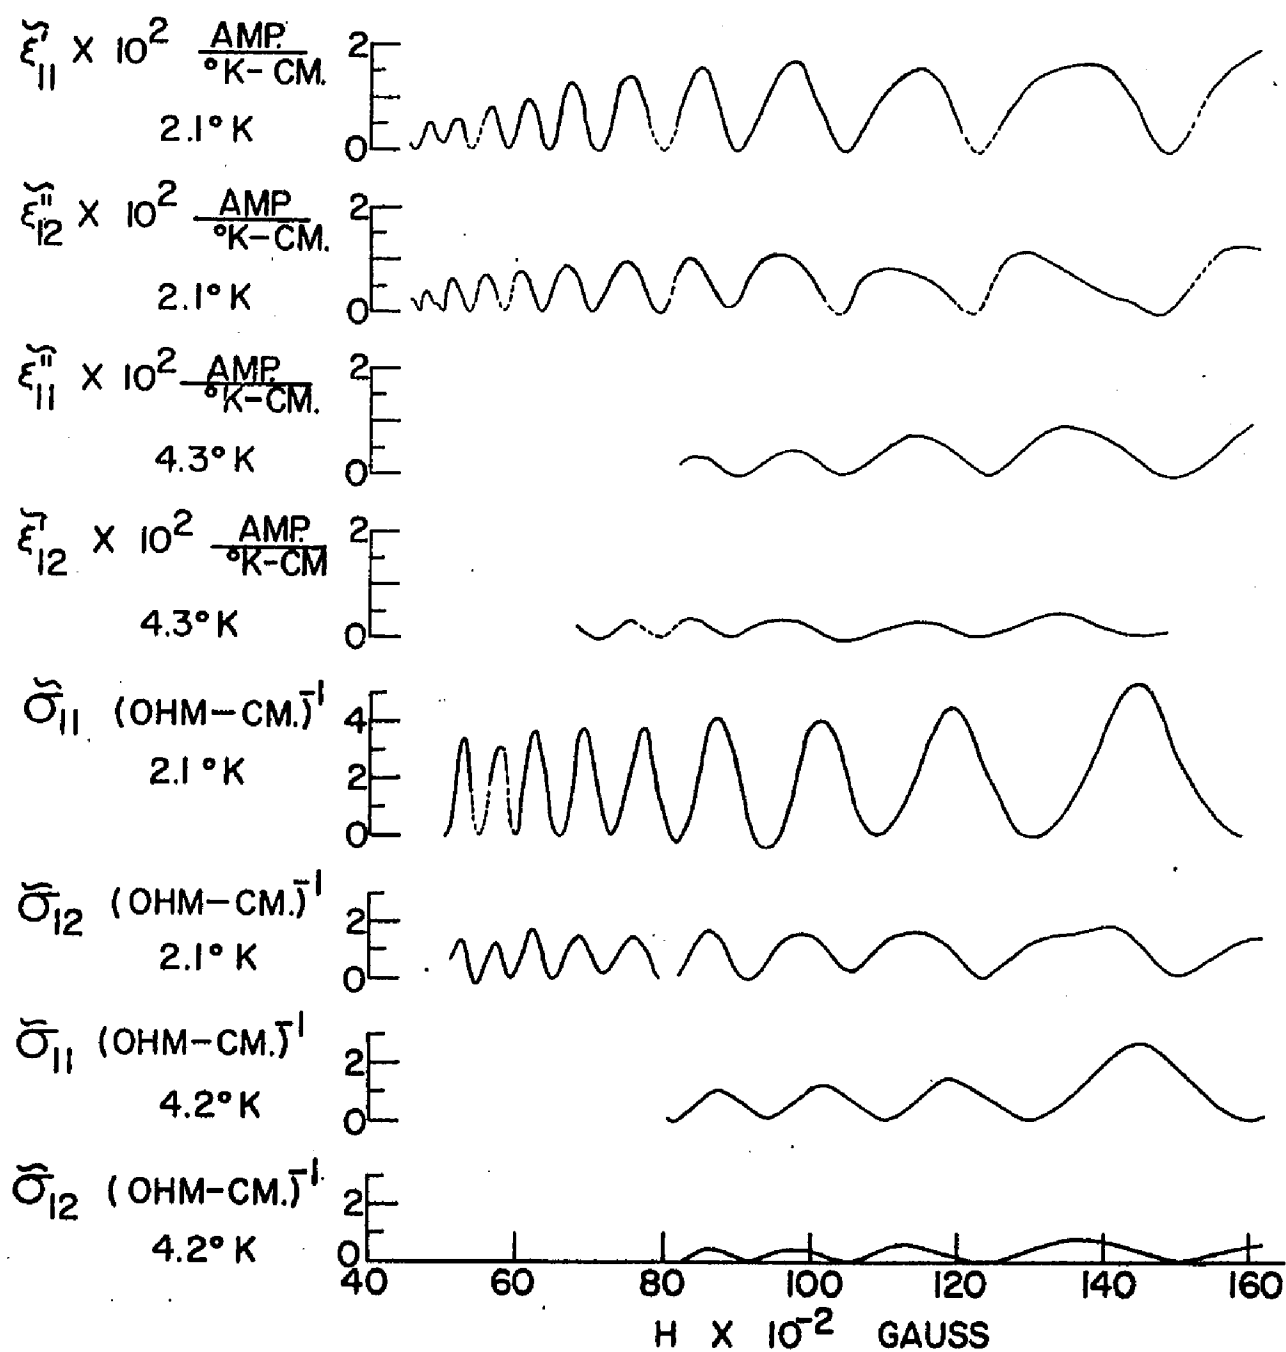 ε̃'11 X 10² AMP. / °K-CM.
2.1°K
2
0
ε̃"12 X 10² AMP / °K-CM.
2.1°K
2
0
ε̃"11 X 10² AMP. / °K-CM.
4.3°K
2
0
ε̃'12 X 10² AMP. / °K-CM
4.3°K
2
0
σ̃11 (OHM-CM.)⁻¹
2.1°K
4
2
0
σ̃12 (OHM-CM.)⁻¹
2.1°K
2
0
σ̃11 (OHM-CM.)⁻¹
4.2°K
2
0
σ̃12 (OHM-CM.)⁻¹
4.2°K
2
0
40 60 80 100 120 140 160
H X 10⁻² GAUSS